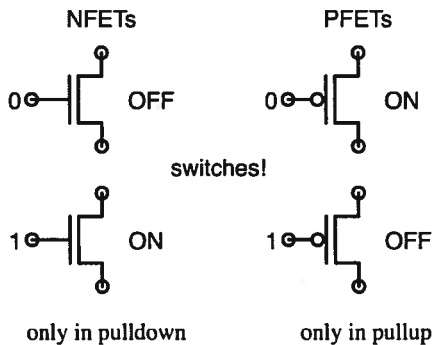 NFETs PFETs
0 OFF 0 ON
switches!
1 ON 1 OFF
only in pulldown only in pullup